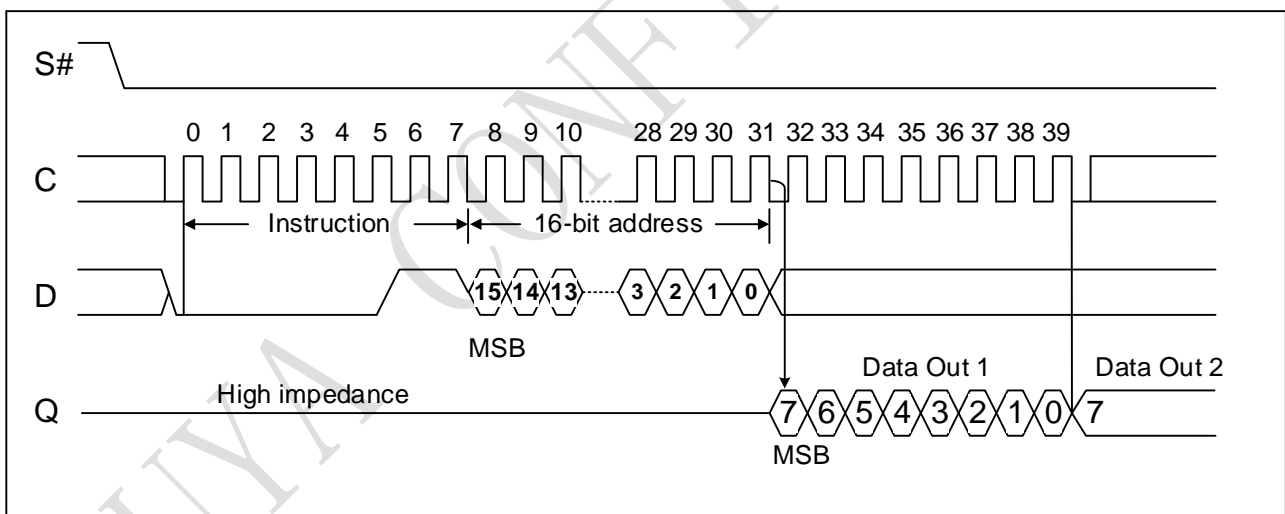 S#
0 1 2 3 4 5 6 7 8 9 10 28 29 30 31 32 33 34 35 36 37 38 39
C
Instruction 16-bit address
D
15 14 13 3 2 1 0
MSB
Data Out 1 Data Out 2
High impedance
Q
7 6 5 4 3 2 1 0 7
MSB